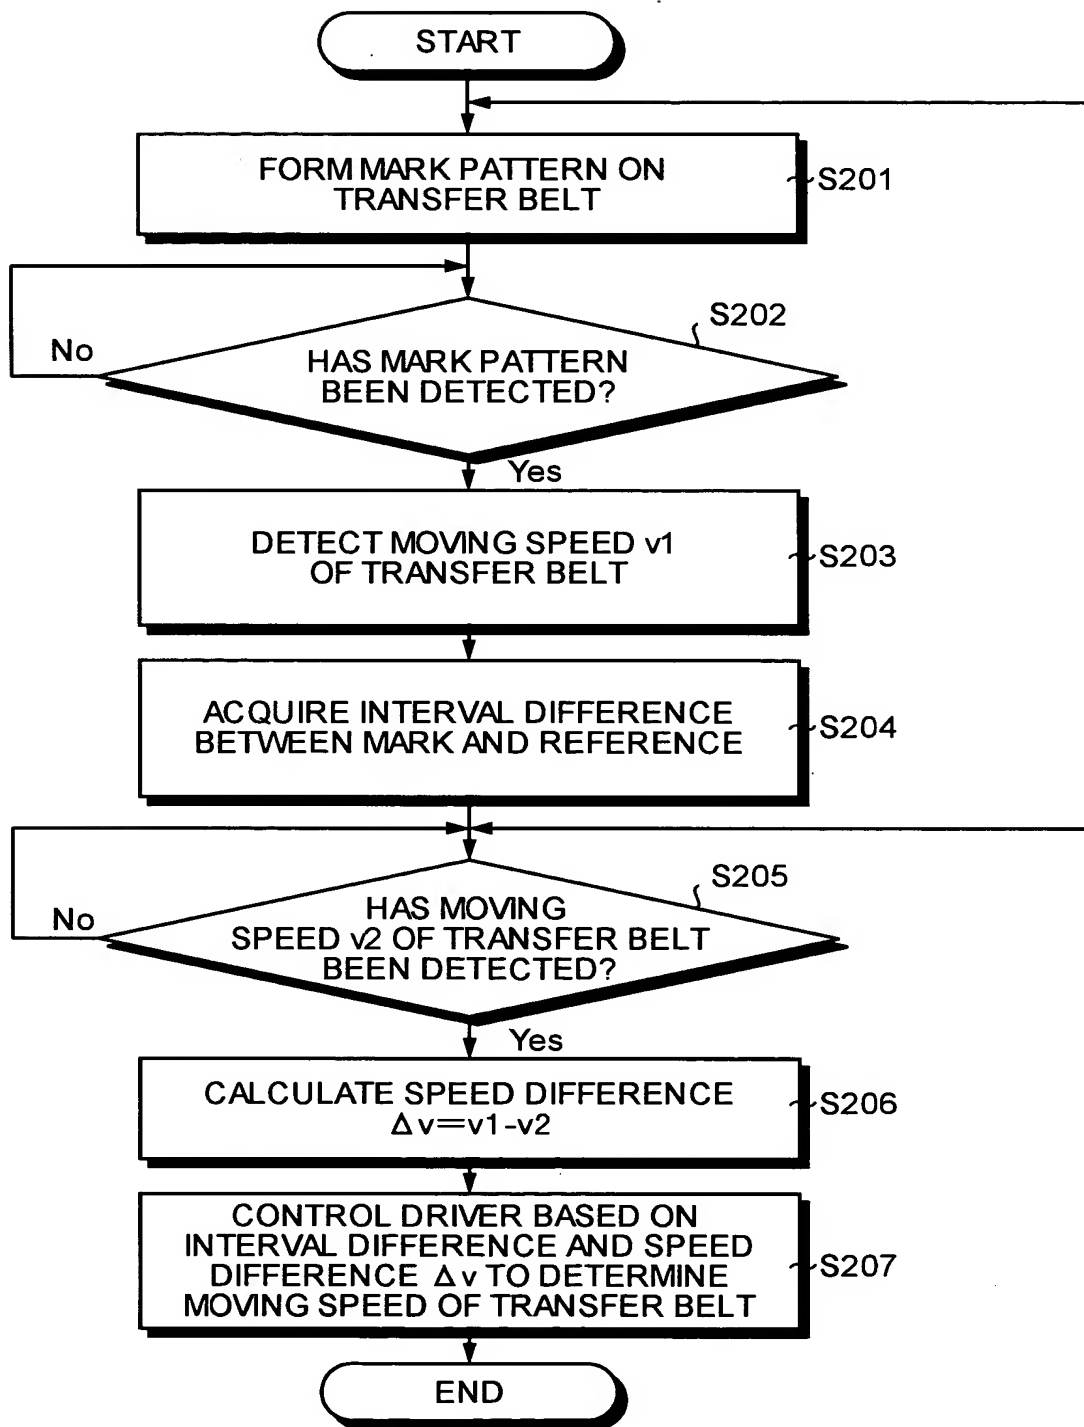 START
FORM MARK PATTERN ON
TRANSFER BELT
S201
S202
No
HAS MARK PATTERN
BEEN DETECTED?
Yes
DETECT MOVING SPEED v1
OF TRANSFER BELT
S203
ACQUIRE INTERVAL DIFFERENCE
BETWEEN MARK AND REFERENCE
S204
S205
No
HAS MOVING
SPEED v2 OF TRANSFER BELT
BEEN DETECTED?
Yes
CALCULATE SPEED DIFFERENCE
Δv=v1-v2
S206
CONTROL DRIVER BASED ON
INTERVAL DIFFERENCE AND SPEED
DIFFERENCE Δv TO DETERMINE
MOVING SPEED OF TRANSFER BELT
S207
END